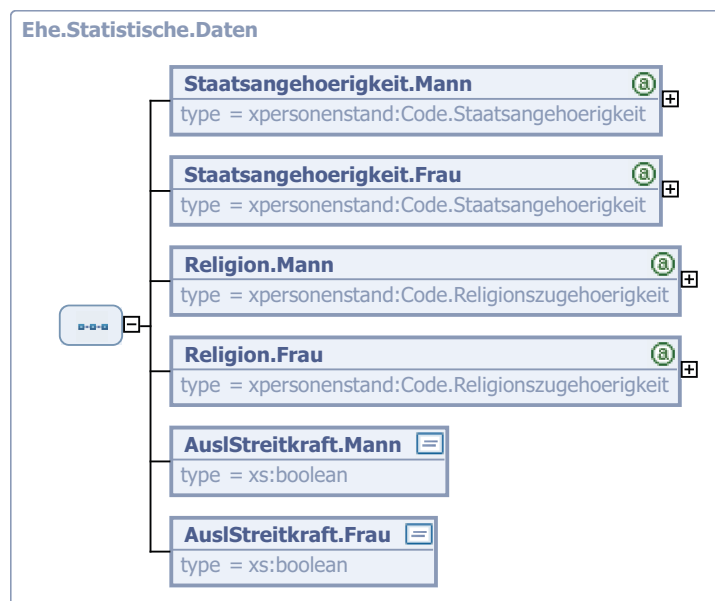 Ehe.Statistische.Daten
Staatsangehoerigkeit.Mann
type = xpersonenstand:Code.Staatsangehoerigkeit
Staatsangehoerigkeit.Frau
type = xpersonenstand:Code.Staatsangehoerigkeit
Religion.Mann
type = xpersonenstand:Code.Religionszugehoerigkeit
Religion.Frau
type = xpersonenstand:Code.Religionszugehoerigkeit
AuslStreitkraft.Mann
type = xs:boolean
AuslStreitkraft.Frau
type = xs:boolean